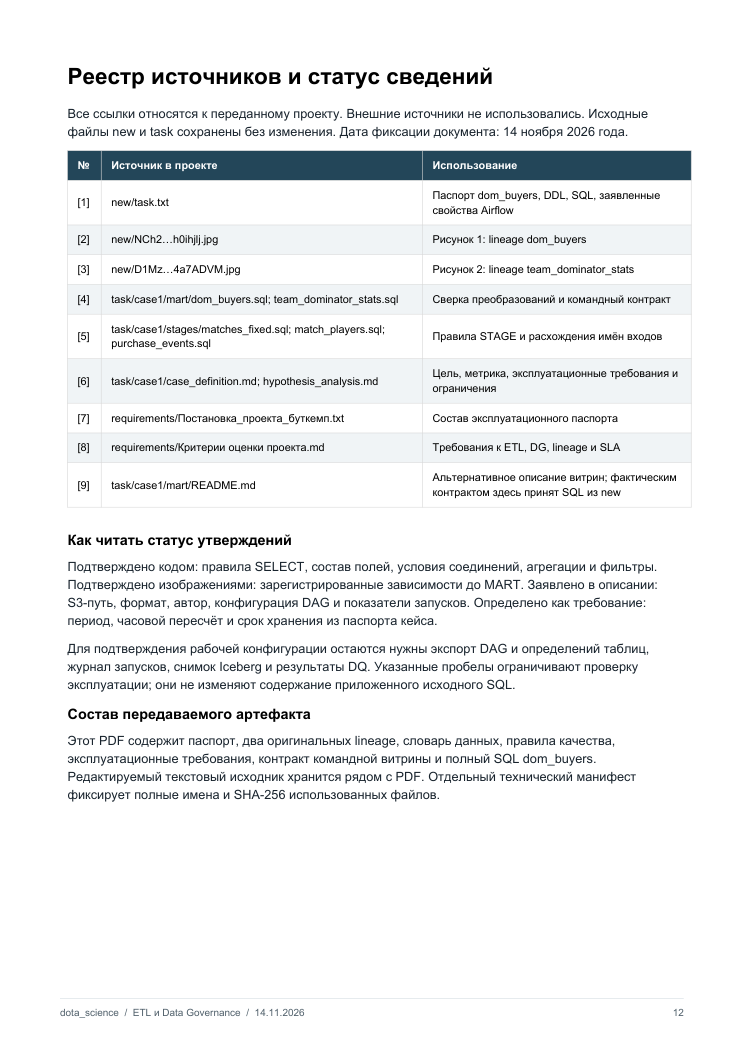 Реестр источников и статус сведений
Все ссылки относятся к переданному проекту. Внешние источники не использовались. Исходные
файлы new и task сохранены без изменения. Дата фиксации документа: 14 ноября 2026 года.
№ Источник в проекте Использование
[1] new/task.txt Паспорт dom_buyers, DDL, SQL, заявленные
свойства Airflow
[2] new/NCh2…h0ihjlj.jpg Рисунок 1: lineage dom_buyers
[3] new/D1Mz…4a7ADVM.jpg Рисунок 2: lineage team_dominator_stats
[4] task/case1/mart/dom_buyers.sql; team_dominator_stats.sql Сверка преобразований и командный контракт
[5] task/case1/stages/matches_fixed.sql; match_players.sql;
purchase_events.sql Правила STAGE и расхождения имён входов
[6] task/case1/case_definition.md; hypothesis_analysis.md Цель, метрика, эксплуатационные требования и
ограничения
[7] requirements/Постановка_проекта_буткемп.txt Состав эксплуатационного паспорта
[8] requirements/Критерии оценки проекта.md Требования к ETL, DG, lineage и SLA
[9] task/case1/mart/README.md Альтернативное описание витрин; фактическим
контрактом здесь принят SQL из new
Как читать статус утверждений
Подтверждено кодом: правила SELECT, состав полей, условия соединений, агрегации и фильтры.
Подтверждено изображениями: зарегистрированные зависимости до MART. Заявлено в описании:
S3-путь, формат, автор, конфигурация DAG и показатели запусков. Определено как требование:
период, часовой пересчёт и срок хранения из паспорта кейса.
Для подтверждения рабочей конфигурации остаются нужны экспорт DAG и определений таблиц,
журнал запусков, снимок Iceberg и результаты DQ. Указанные пробелы ограничивают проверку
эксплуатации; они не изменяют содержание приложенного исходного SQL.
Состав передаваемого артефакта
Этот PDF содержит паспорт, два оригинальных lineage, словарь данных, правила качества,
эксплуатационные требования, контракт командной витрины и полный SQL dom_buyers.
Редактируемый текстовый исходник хранится рядом с PDF. Отдельный технический манифест
фиксирует полные имена и SHA-256 использованных файлов.
dota_science / ETL и Data Governance / 14.11.2026 12